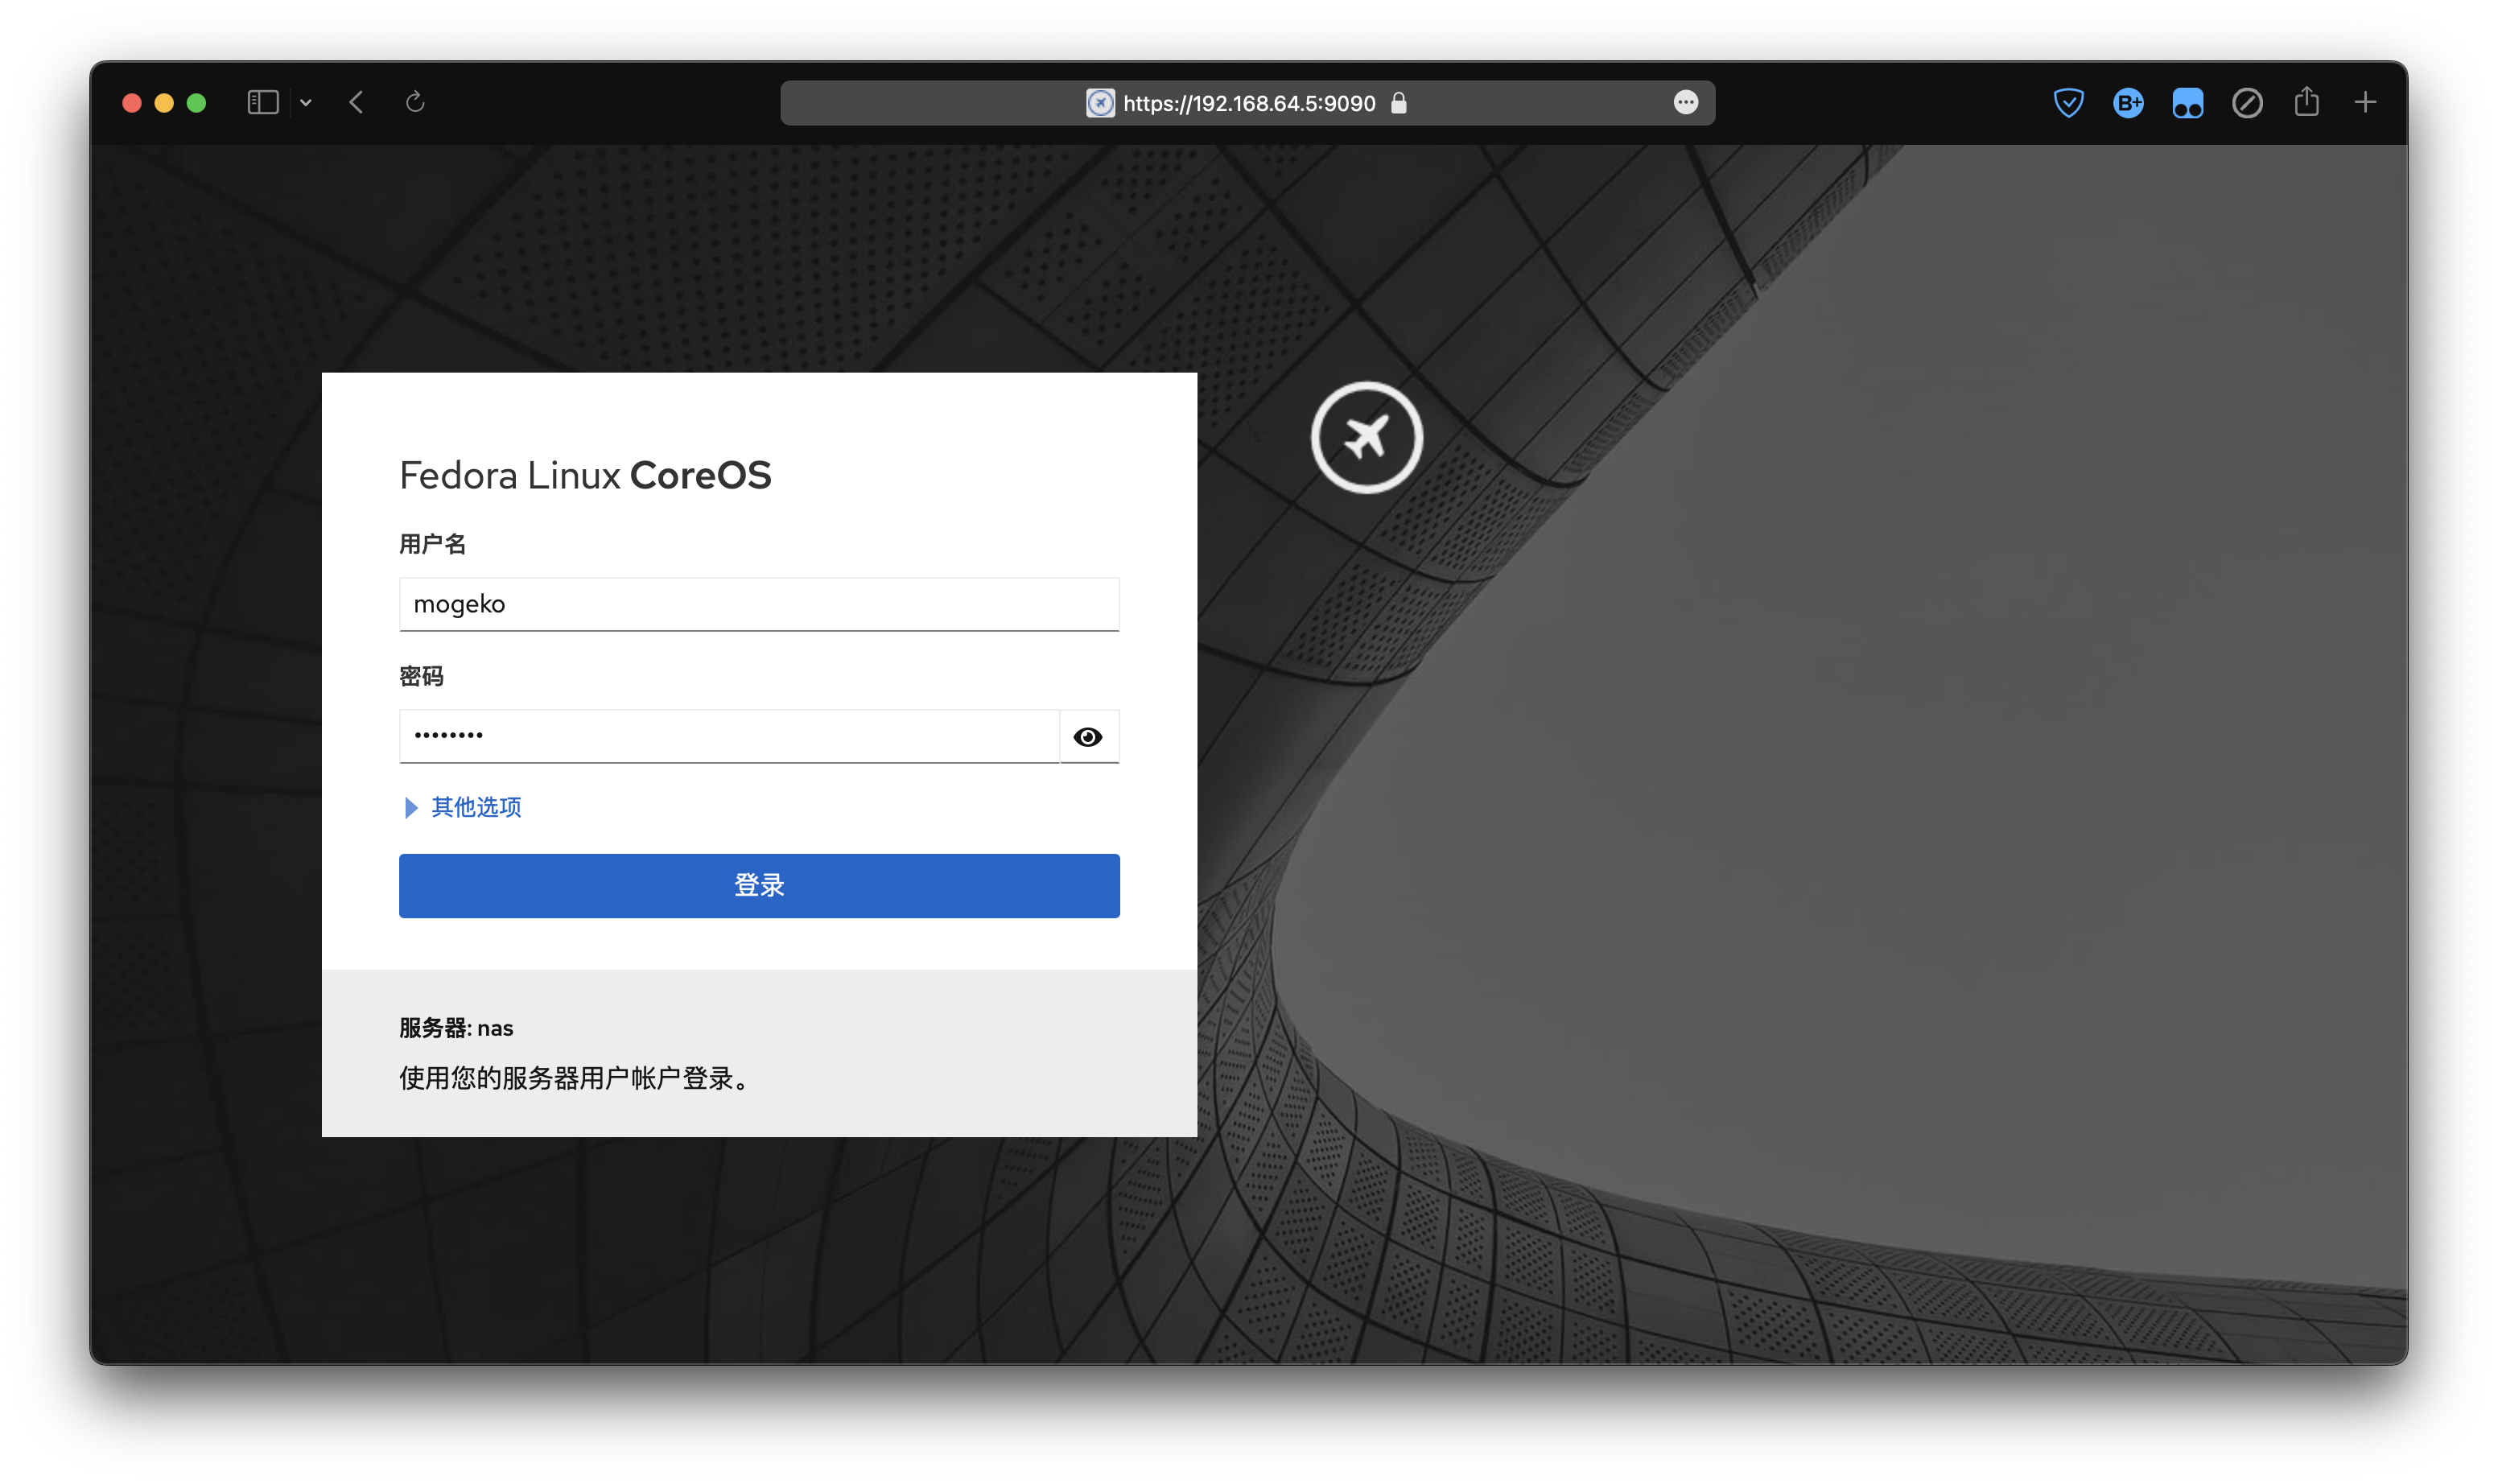 https://192.168.64.5:9090
B+
Fedora Linux CoreOS
用户名
mogeko
密码
••••••••
其他选项
登录
服务器: nas
使用您的服务器用户帐户登录。